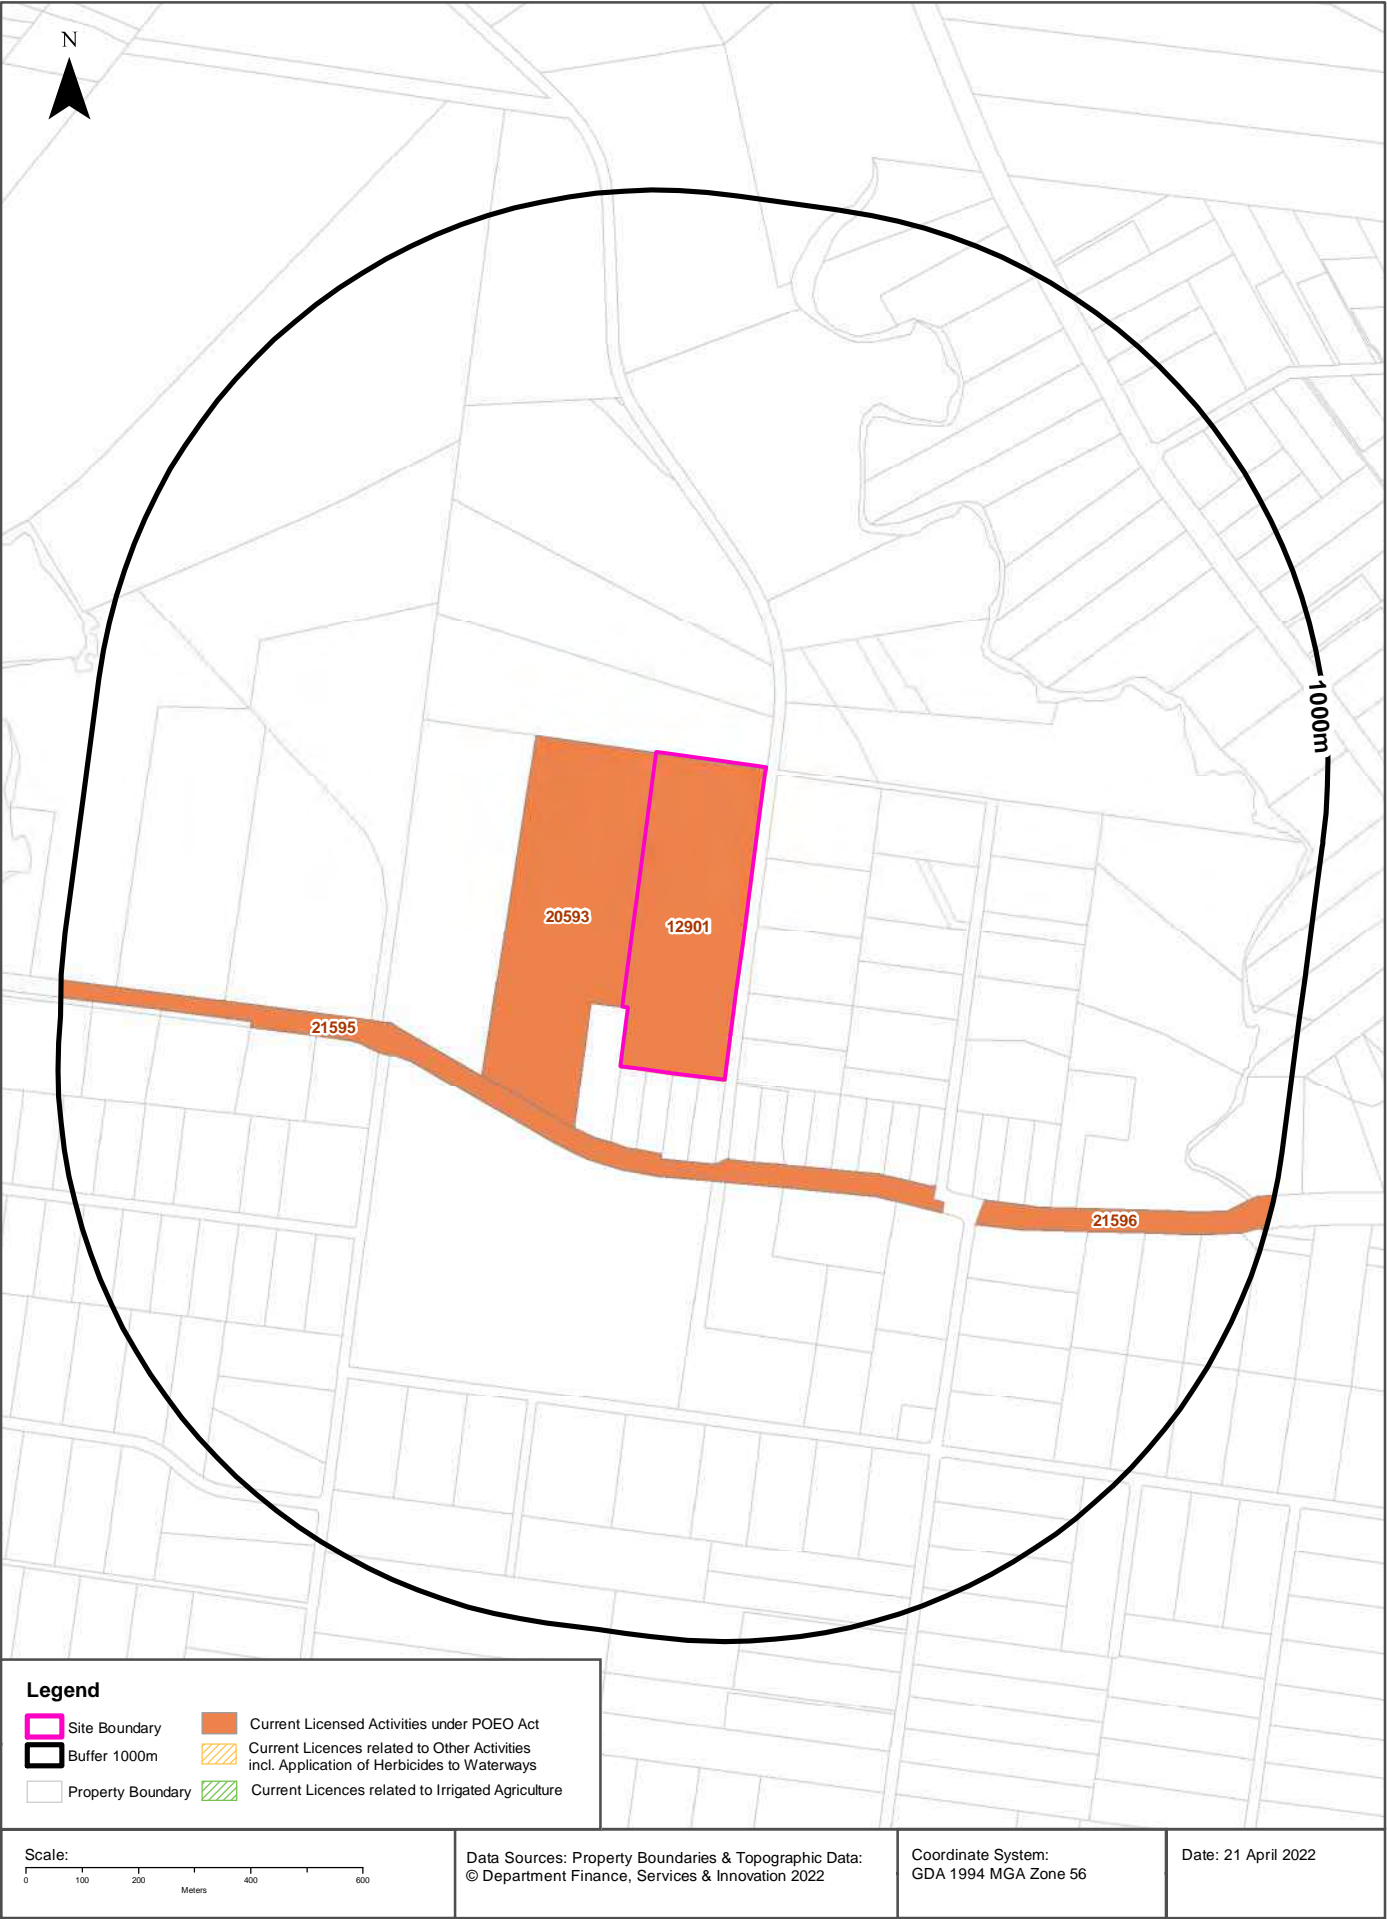 N
1000m
20593
12901
21595
21596
Legend
Site Boundary
Buffer 1000m
Property Boundary
Current Licensed Activities under POEO Act
Current Licences related to Other Activities
incl. Application of Herbicides to Waterways
Current Licences related to Irrigated Agriculture
Scale:
0 100 200 400 600
Meters
Data Sources: Property Boundaries & Topographic Data:
© Department Finance, Services & Innovation 2022
Coordinate System:
GDA 1994 MGA Zone 56
Date: 21 April 2022